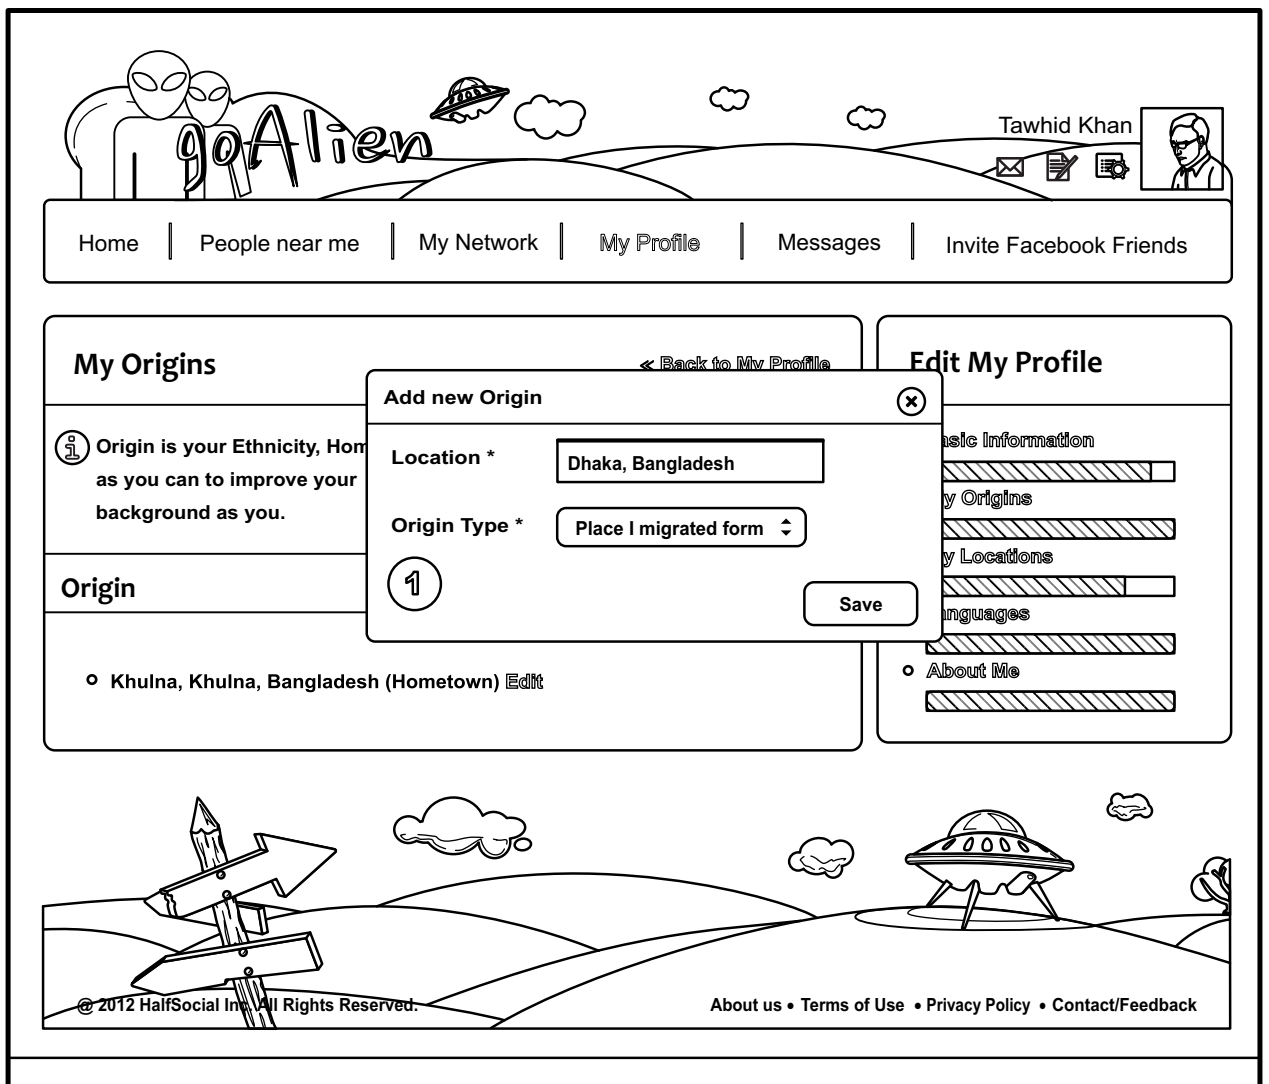 goAlien
Tawhid Khan
Home
People near me
My Network
My Profile
Messages
Invite Facebook Friends
My Origins
<< Back to My Profile
Origin is your Ethnicity,
as you can to improve your
background as you.
Origin
Khulna, Khulna, Bangladesh (Hometown) Edit
Add new Origin
Location *
Dhaka, Bangladesh
Origin Type *
Place I migrated form
1
Save
Edit My Profile
Information
Origins
Locations
About Me
@ 2012 HalfSocial Inc. All Rights Reserved.
About us • Terms of Use • Privacy Policy • Contact/Feedback